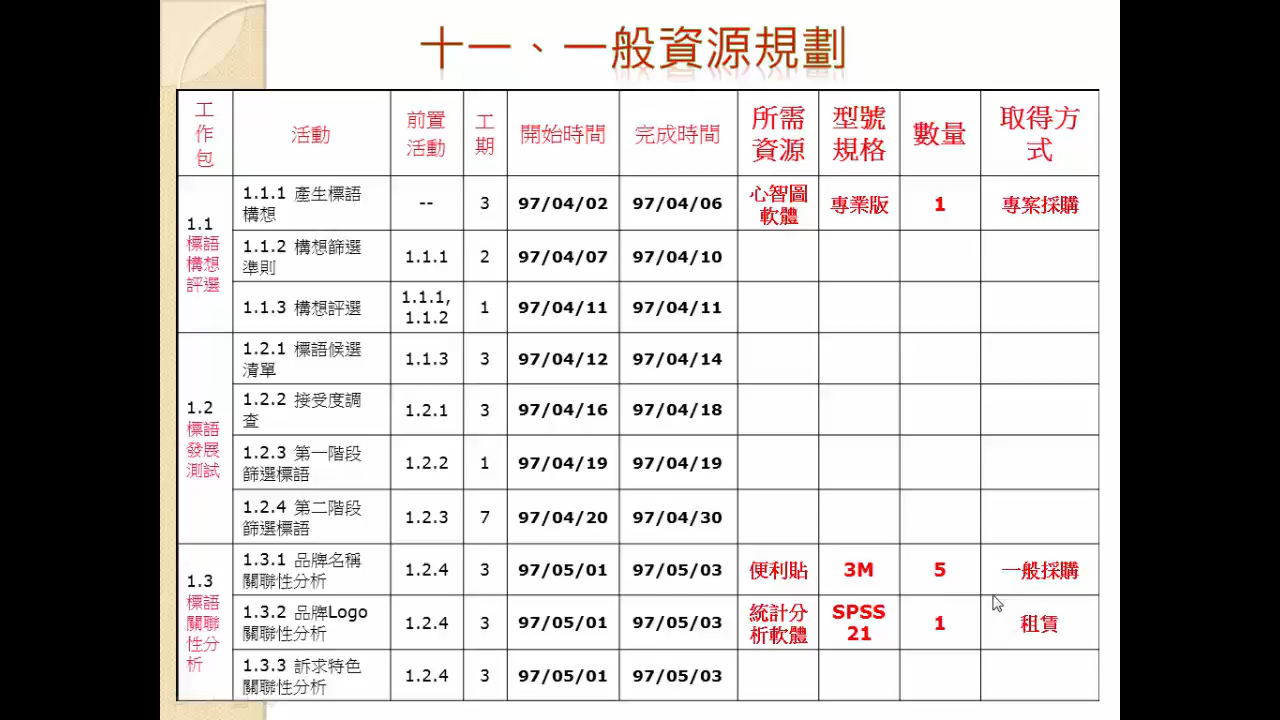 十一、一般資源規劃
工作包 活動 前置活動 工期 開始時間 完成時間 所需資源 型號規格 數量 取得方式
1.1 標語構想評選
1.1.1 產生標語構想 -- 3 97/04/02 97/04/06 心智圖軟體 專業版 1 專案採購
1.1.2 構想篩選準則 1.1.1 2 97/04/07 97/04/10
1.1.3 構想評選 1.1.1, 1.1.2 1 97/04/11 97/04/11
1.2 標語發展測試
1.2.1 標語候選清單 1.1.3 3 97/04/12 97/04/14
1.2.2 接受度調查 1.2.1 3 97/04/16 97/04/18
1.2.3 第一階段篩選標語 1.2.2 1 97/04/19 97/04/19
1.2.4 第二階段篩選標語 1.2.3 7 97/04/20 97/04/30
1.3 標語關聯性分析
1.3.1 品牌名稱關聯性分析 1.2.4 3 97/05/01 97/05/03 便利貼 3M 5 一般採購
1.3.2 品牌Logo關聯性分析 1.2.4 3 97/05/01 97/05/03 統計分析軟體 SPSS 21 1 租賃
1.3.3 訴求特色關聯性分析 1.2.4 3 97/05/01 97/05/03